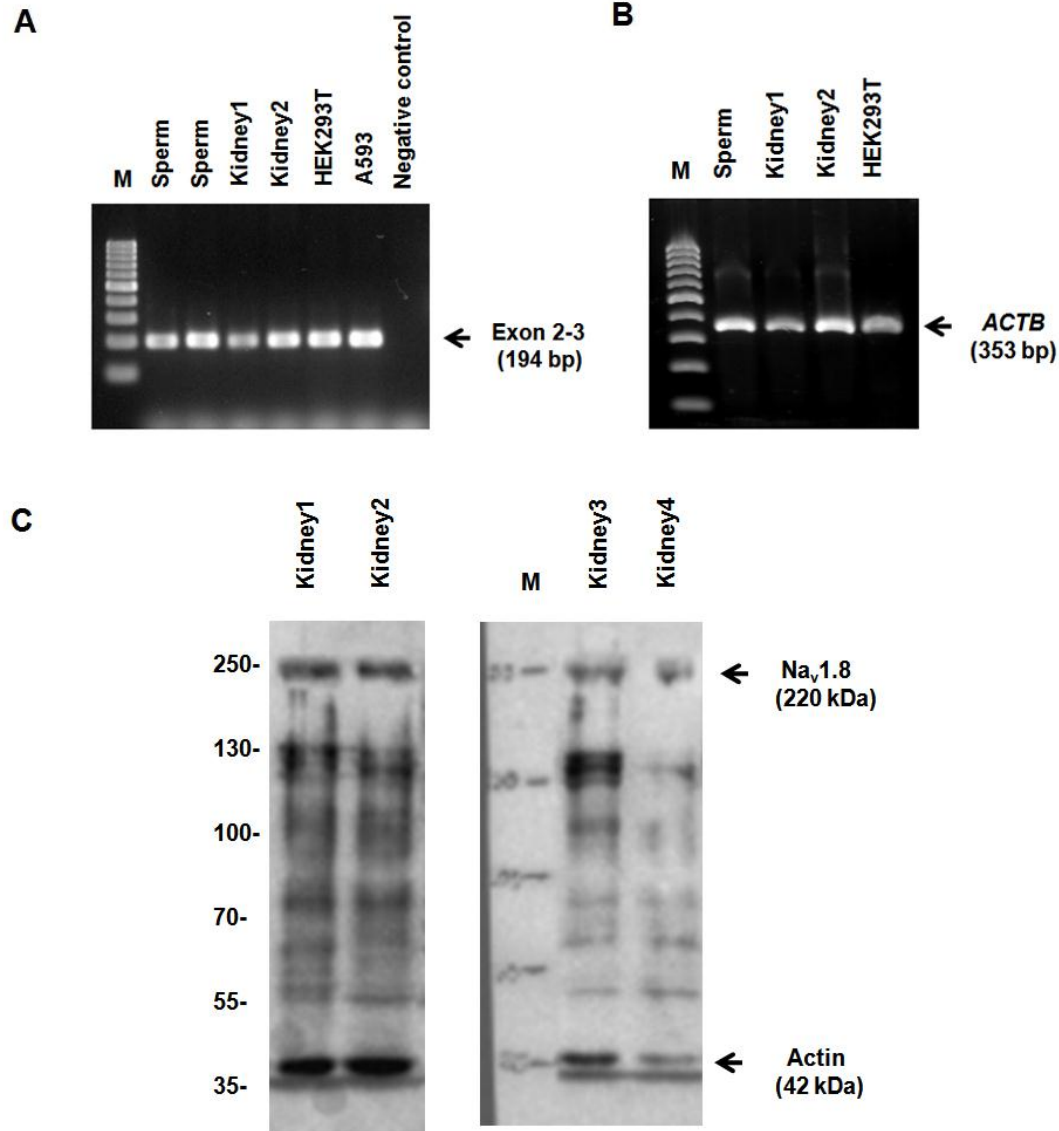 A
M
Sperm
Sperm
Kidney1
Kidney2
HEK293T
A593
Negative control
Exon 2-3
(194 bp)
B
M
Sperm
Kidney1
Kidney2
HEK293T
ACTB
(353 bp)
C
Kidney1
Kidney2
M
Kidney3
Kidney4
250-
130-
100-
70-
55-
35-
Nav1.8
(220 kDa)
Actin
(42 kDa)